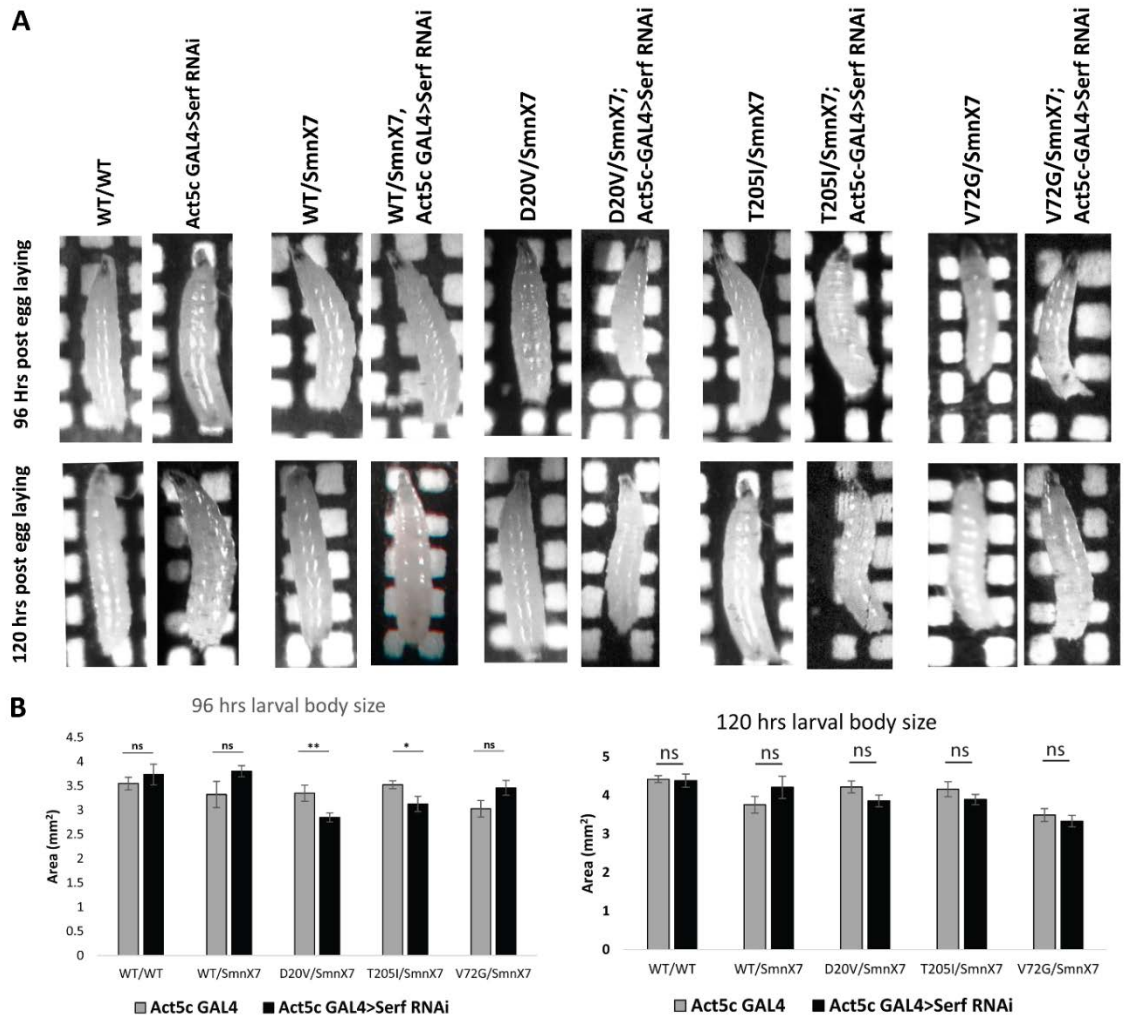 A
WT/WT
Act5c GAL4>Serf RNAi
WT/SmnX7
WT/SmnX7,
Act5c GAL4>Serf RNAi
D20V/SmnX7
D20V/SmnX7;
Act5c-GAL4>Serf RNAi
T205I/SmnX7
T205I/SmnX7;
Act5c-GAL4>Serf RNAi
V72G/SmnX7
V72G/SmnX7;
Act5c-GAL4>Serf RNAi
96 Hrs post egg laying
120 hrs post egg laying
B
96 hrs larval body size
4.5
4
3.5
3
2.5
2
1.5
1
0.5
0
Area (mm²)
ns
ns
**
*
ns
WT/WT
WT/SmnX7
D20V/SmnX7
T205I/SmnX7
V72G/SmnX7
Act5c GAL4
Act5c GAL4>Serf RNAi
120 hrs larval body size
5
4
3
2
1
0
Area (mm²)
ns
ns
ns
ns
ns
WT/WT
WT/SmnX7
D20V/SmnX7
T205I/SmnX7
V72G/SmnX7
Act5c GAL4
Act5c GAL4>Serf RNAi